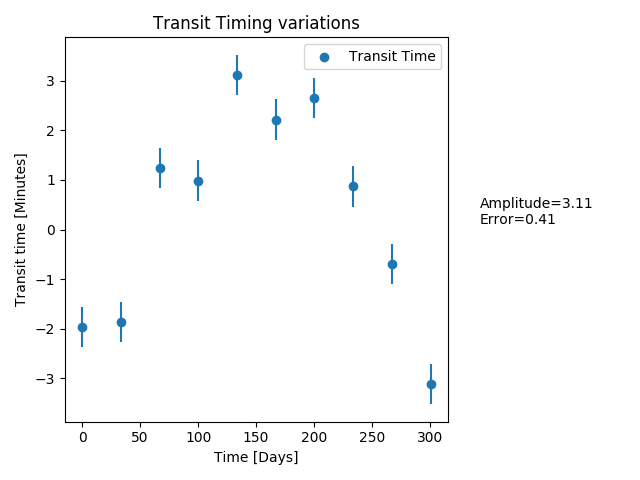 Transit Timing variations
Transit Time
3
2
1
0
−1
−2
−3
Transit time [Minutes]
Amplitude=3.11
Error=0.41
0
50
100
150
200
250
300
Time [Days]